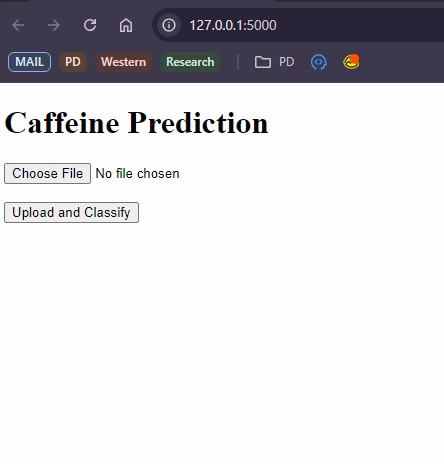 127.0.0.1:5000
MAIL PD Western Research PD
Caffeine Prediction
Choose File No file chosen
Upload and Classify